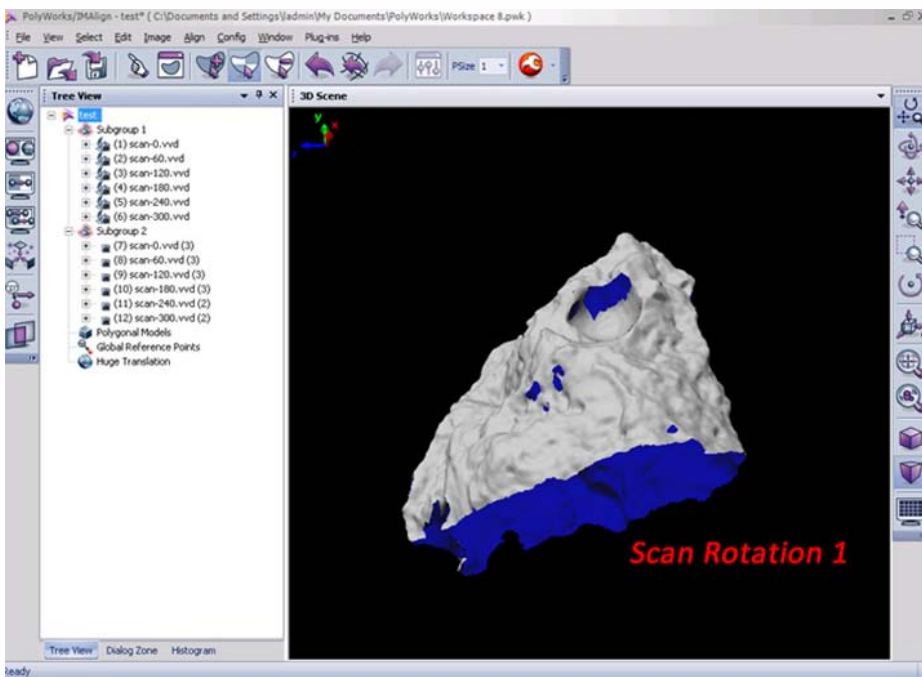 PolyWorks/IMAlign - test* ( C:\Documents and Settings\ladmin\My Documents\PolyWorks\Workspace 8.pwk )
File View Select Edit Image Align Config Window Plug-ins Help
PSize 1
Tree View
3D Scene
test
Subgroup 1
(1) scan-0.vvd
(2) scan-60.vvd
(3) scan-120.vvd
(4) scan-180.vvd
(5) scan-240.vvd
(6) scan-300.vvd
Subgroup 2
(7) scan-0.vvd (3)
(8) scan-60.vvd (3)
(9) scan-120.vvd (3)
(10) scan-180.vvd (3)
(11) scan-240.vvd (2)
(12) scan-300.vvd (2)
Polygonal Models
Global Reference Points
Huge Translation
y
x
Scan Rotation 1
Tree View Dialog Zone Histogram
Ready